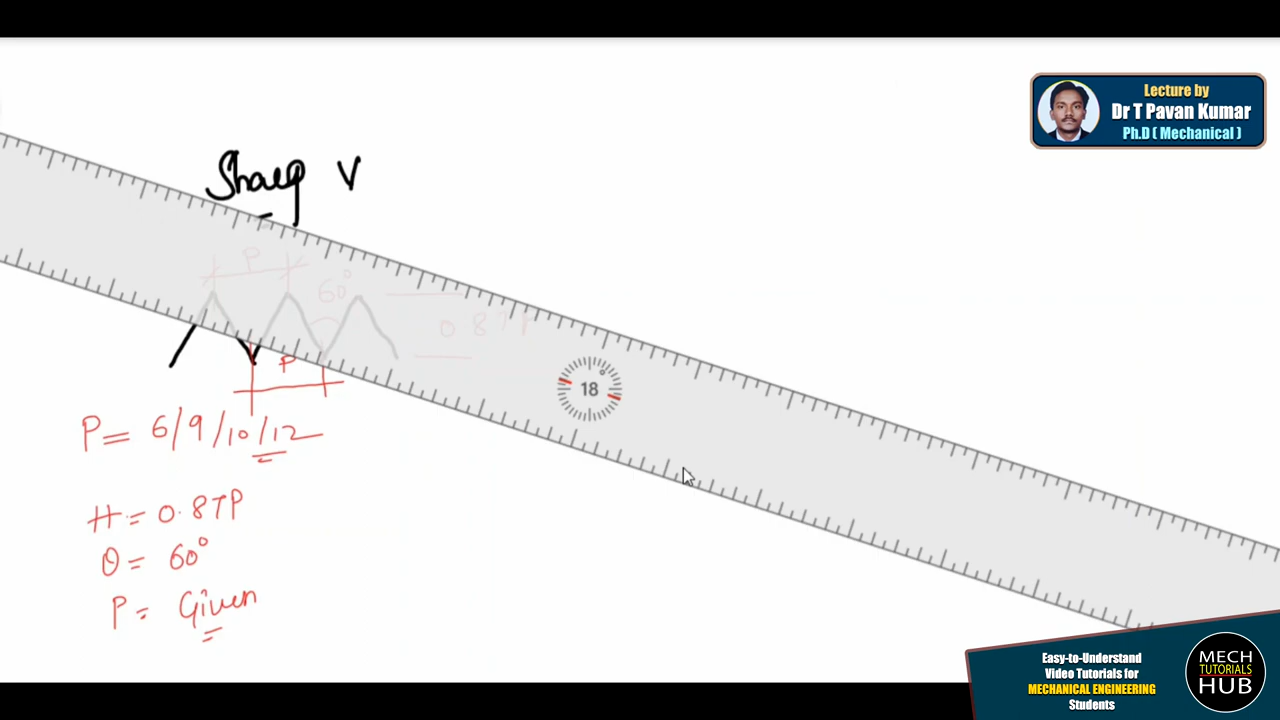 Lecture by
Dr T Pavan Kumar
Ph.D ( Mechanical )
Sharp V
P
60°
0.87P
P
P = 6/9/10/12
H = 0.87P
θ = 60°
P = Given
18°
Easy-to-Understand
Video Tutorials for
MECHANICAL ENGINEERING
Students
MECH
TUTORIALS
HUB